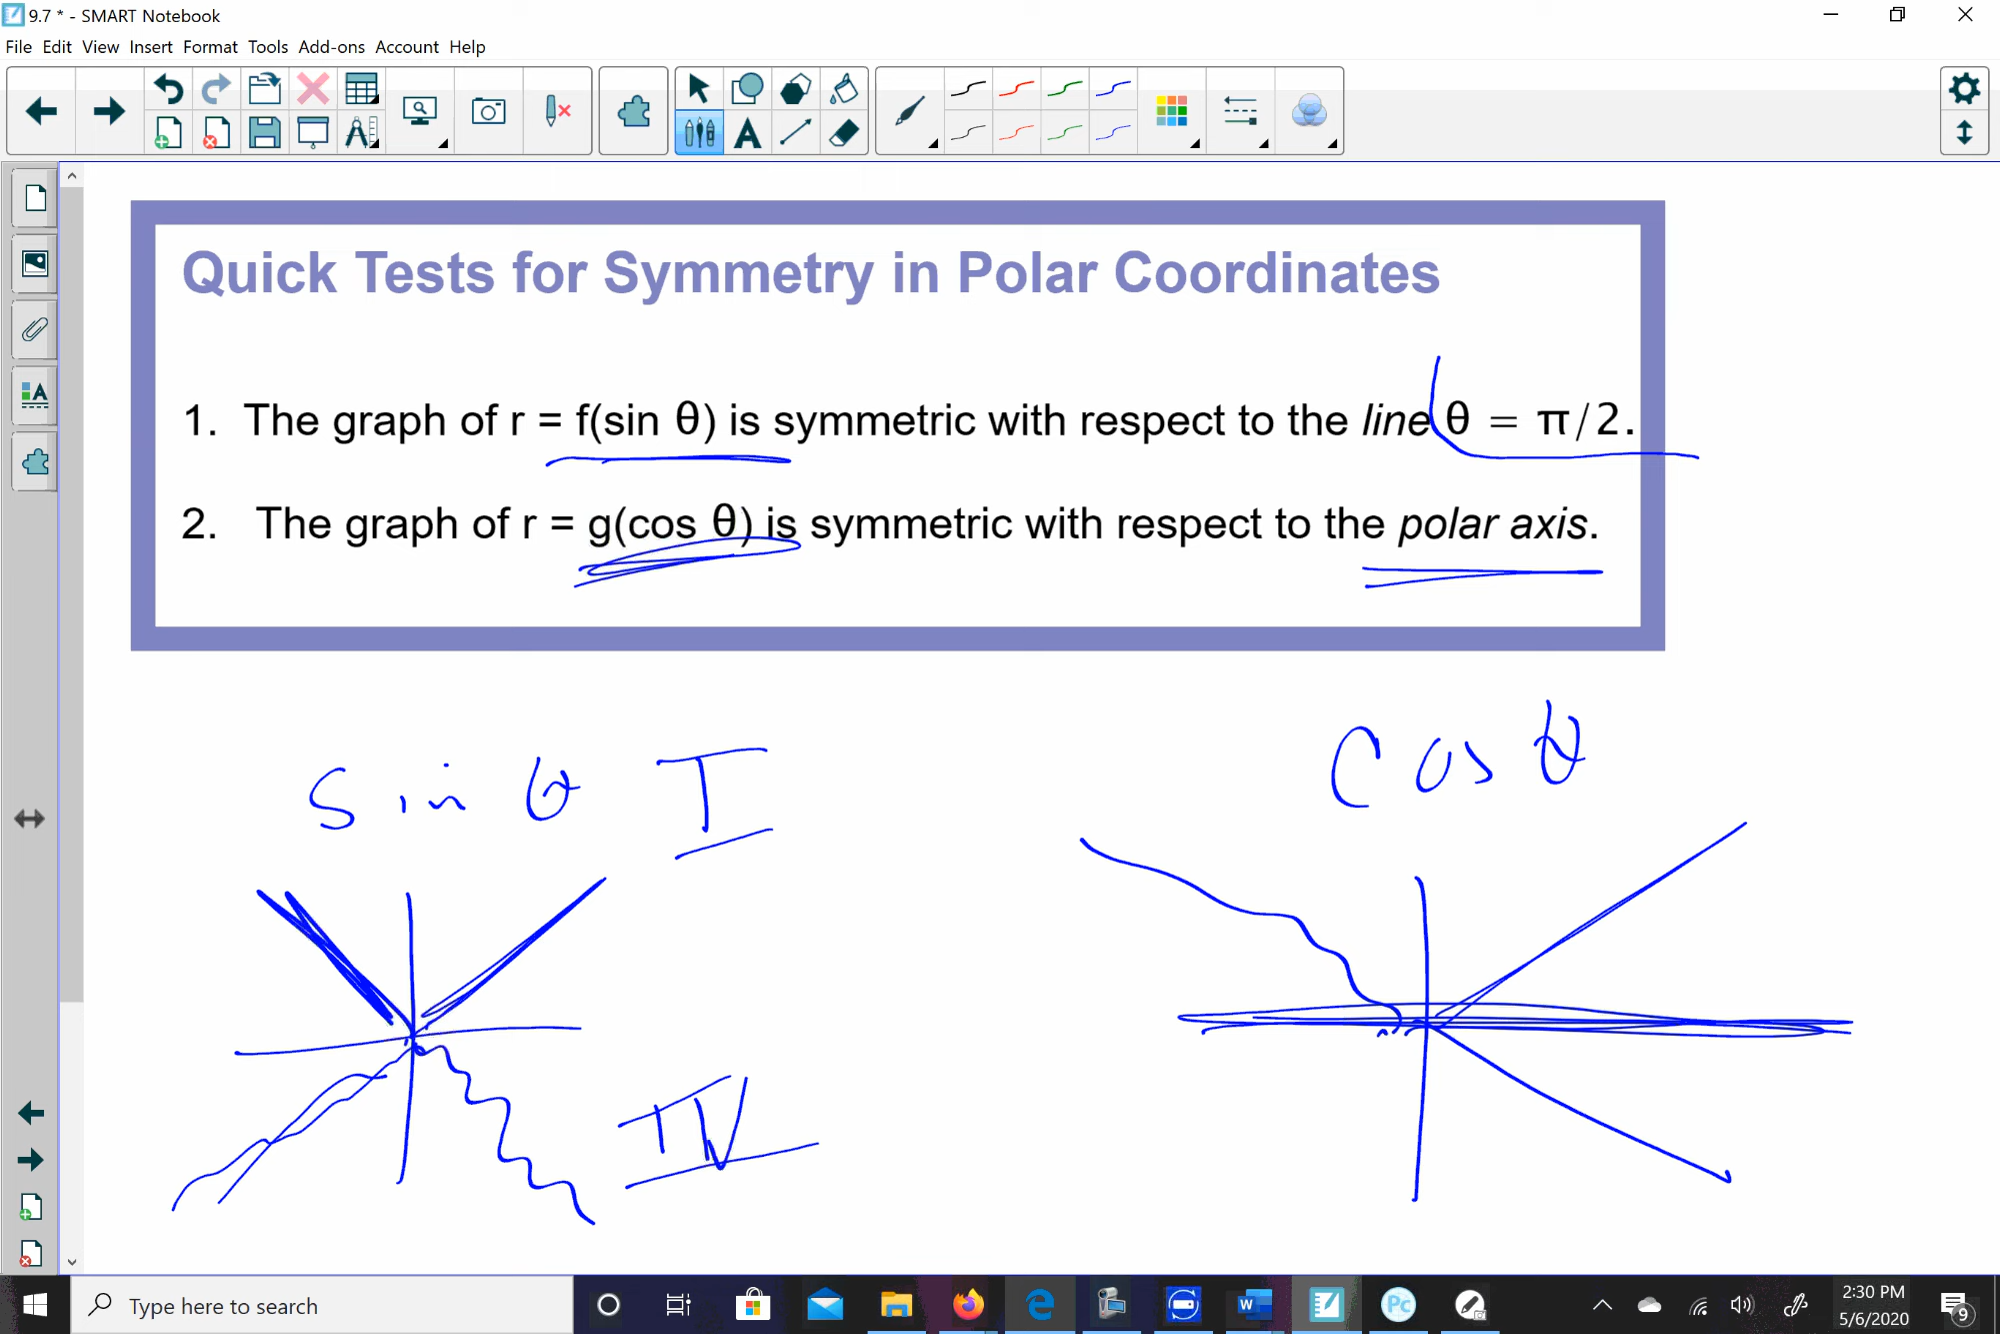 9.7 * - SMART Notebook
File Edit View Insert Format Tools Add-ons Account Help
Quick Tests for Symmetry in Polar Coordinates
1. The graph of r = f(sin θ) is symmetric with respect to the line θ = π/2.
2. The graph of r = g(cos θ) is symmetric with respect to the polar axis.
sin θ I
cos θ
IV
Type here to search
2:30 PM
5/6/2020
9